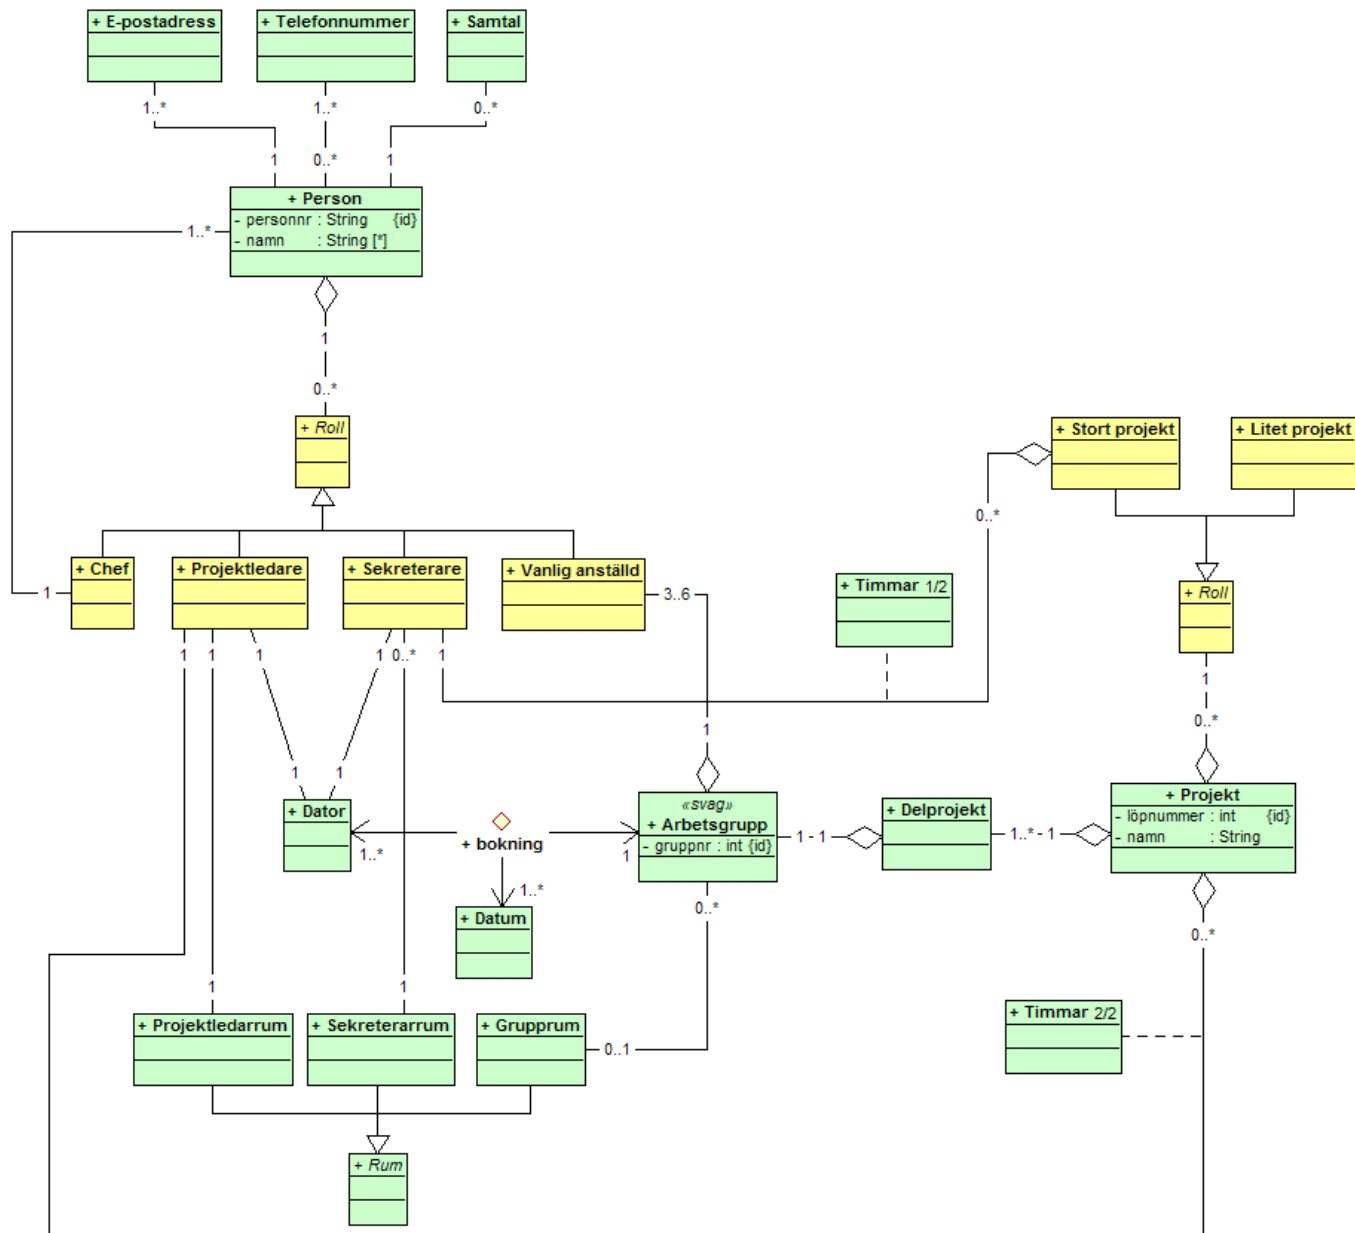 + E-postadress
+ Telefonnummer
+ Samtal
1..*
1..*
0..*
1
0..*
1
+ Person
- personnr : String {id}
- namn : String [*]
1..*
1
0..*
+ Roll
+ Stort projekt
+ Litet projekt
0..*
+ Chef
+ Projektledare
+ Sekreterare
+ Vanlig anställd
1
3..6
+ Timmar 1/2
+ Roll
1
1
1
1
0..*
1
1
0..*
1
1
1
+ Dator
1..*
+ bokning
1
«svag»
+ Arbetsgrupp
- gruppnr : int {id}
1 - 1
+ Delprojekt
1..* - 1
+ Projekt
- löpnummer : int {id}
- namn : String
1..*
+ Datum
0..*
0..*
1
1
+ Projektledarrum
+ Sekreterarrum
+ Grupprum
0..1
+ Timmar 2/2
+ Rum